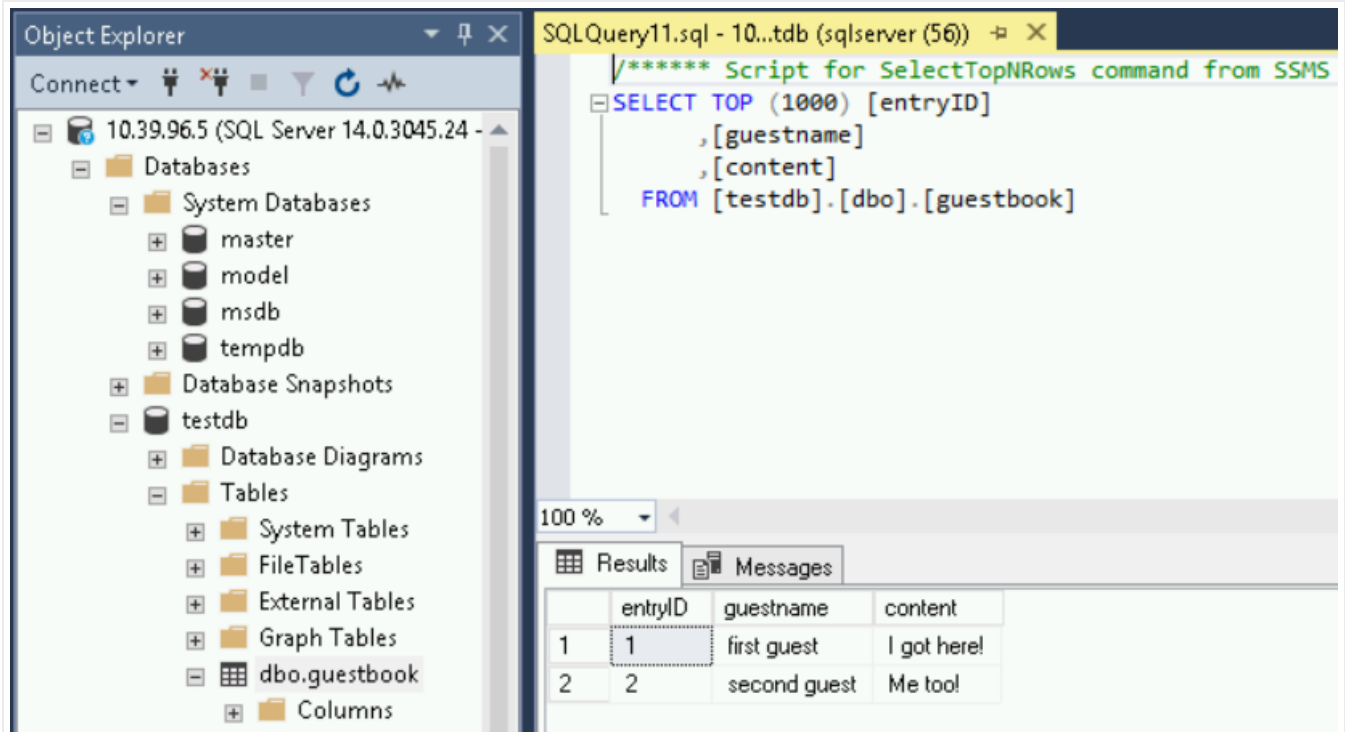 Object Explorer
Connect
10.39.96.5 (SQL Server 14.0.3045.24 -
Databases
System Databases
master
model
msdb
tempdb
Database Snapshots
testdb
Database Diagrams
Tables
System Tables
FileTables
External Tables
Graph Tables
dbo.guestbook
Columns
SQLQuery11.sql - 10...tdb (sqlserver (56))
/****** Script for SelectTopNRows command from SSMS
SELECT TOP (1000) [entryID]
,[guestname]
,[content]
FROM [testdb].[dbo].[guestbook]
100 %
Results Messages
entryID guestname content
1 1 first guest I got here!
2 2 second guest Me too!